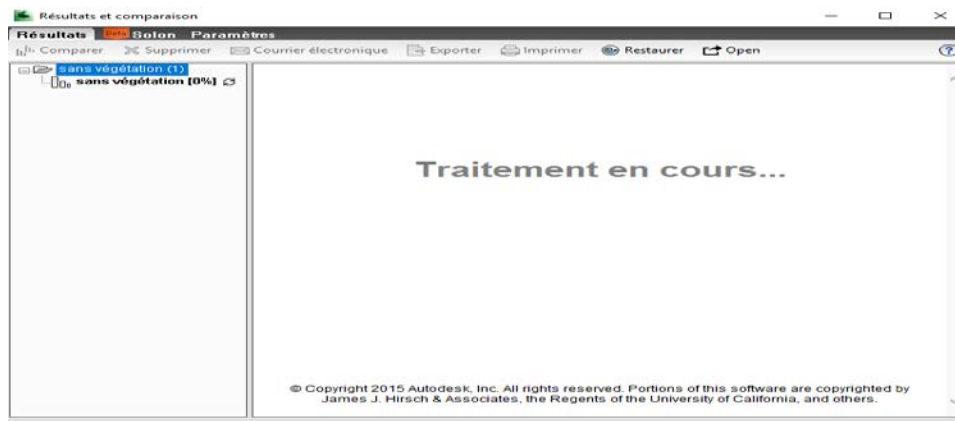 Résultats et comparaison
Résultats Beta Solon Paramètres
Comparer Supprimer Courrier électronique Exporter Imprimer Restaurer Open
sans végétation (1)
sans végétation [0%]
Traitement en cours...
© Copyright 2015 Autodesk, Inc. All rights reserved. Portions of this software are copyrighted by
James J. Hirsch & Associates, the Regents of the University of California, and others.